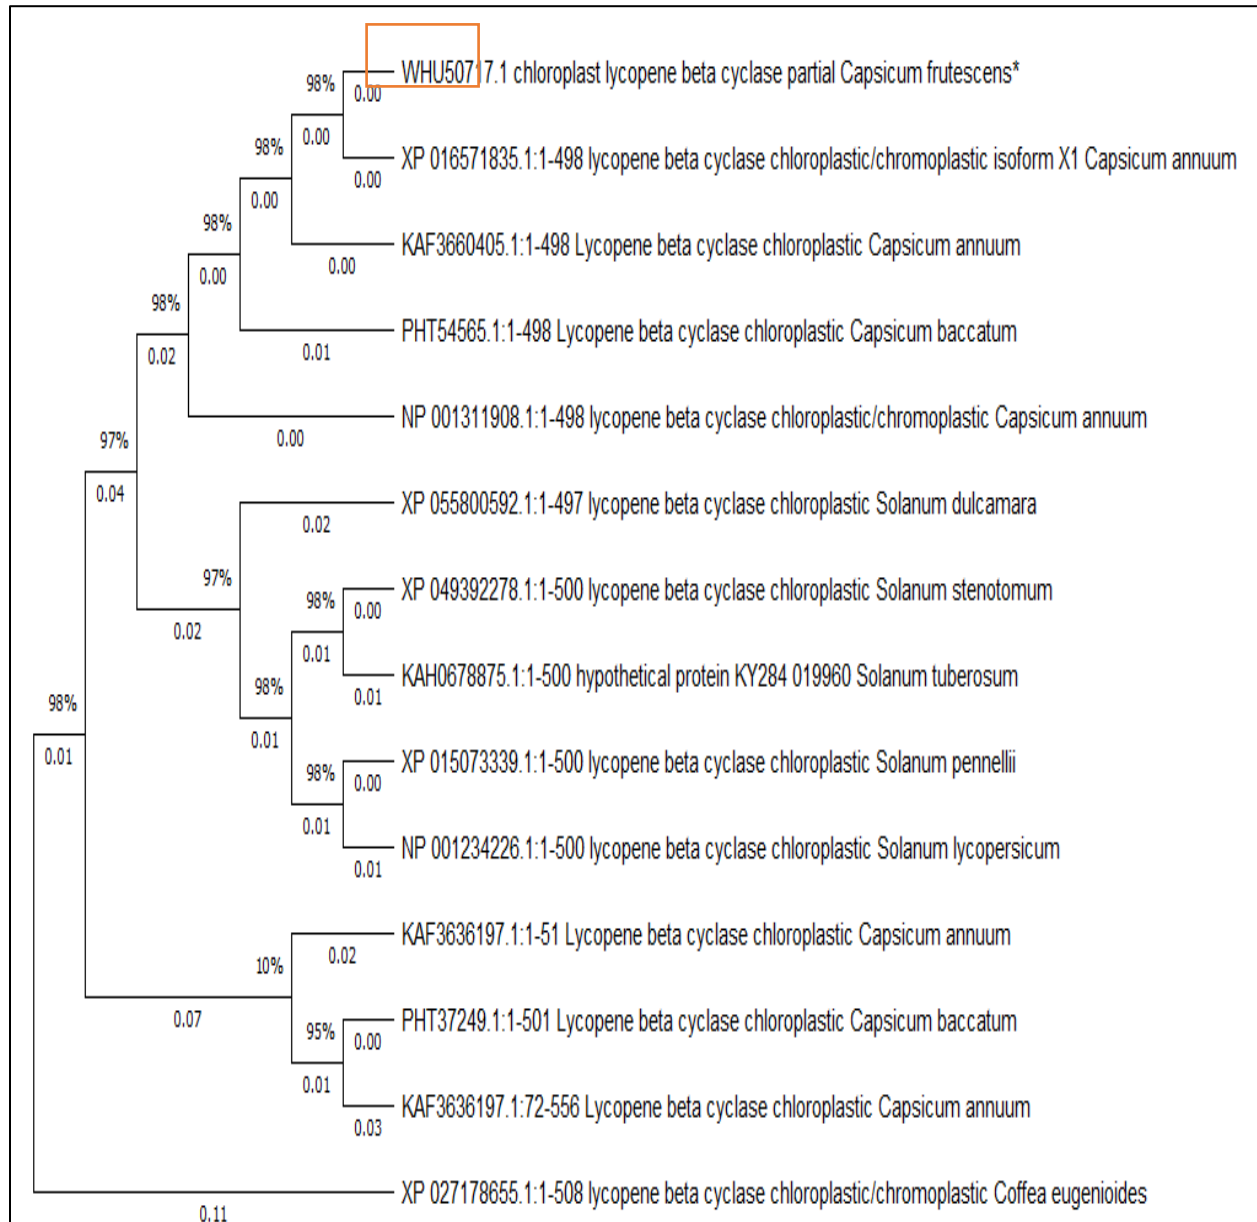 WHU50717.1 chloroplast lycopene beta cyclase partial Capsicum frutescens*
98%
0.00
98%
0.00
XP 016571835.1:1-498 lycopene beta cyclase chloroplastic/chromoplastic isoform X1 Capsicum annuum
0.00
98%
0.00
KAF3660405.1:1-498 Lycopene beta cyclase chloroplastic Capsicum annuum
0.00
98%
0.00
PHT54565.1:1-498 Lycopene beta cyclase chloroplastic Capsicum baccatum
0.01
98%
0.02
NP 001311908.1:1-498 lycopene beta cyclase chloroplastic/chromoplastic Capsicum annuum
0.00
97%
0.04
XP 055800592.1:1-497 lycopene beta cyclase chloroplastic Solanum dulcamara
0.02
97%
0.02
XP 049392278.1:1-500 lycopene beta cyclase chloroplastic Solanum stenotomum
98%
0.00
0.01
KAH0678875.1:1-500 hypothetical protein KY284 019960 Solanum tuberosum
0.01
98%
0.01
98%
0.01
XP 015073339.1:1-500 lycopene beta cyclase chloroplastic Solanum pennellii
98%
0.00
0.01
NP 001234226.1:1-500 lycopene beta cyclase chloroplastic Solanum lycopersicum
0.01
KAF3636197.1:1-51 Lycopene beta cyclase chloroplastic Capsicum annuum
0.02
10%
0.07
PHT37249.1:1-501 Lycopene beta cyclase chloroplastic Capsicum baccatum
95%
0.00
0.01
KAF3636197.1:72-556 Lycopene beta cyclase chloroplastic Capsicum annuum
0.03
XP 027178655.1:1-508 lycopene beta cyclase chloroplastic/chromoplastic Coffea eugenioides
0.11